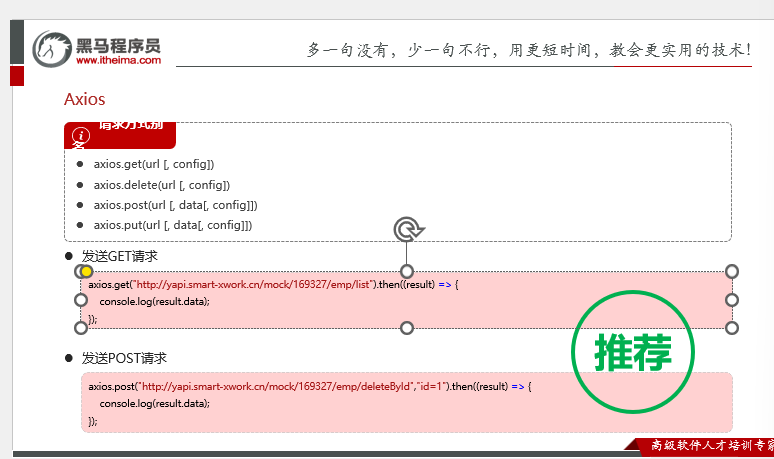 黑马程序员
www.itheima.com
多一句没有，少一句不行，用更短时间，教会更实用的技术!
Axios
请求方式别
名
axios.get(url [, config])
axios.delete(url [, config])
axios.post(url [, data[, config]])
axios.put(url [, data[, config]])
发送GET请求
axios.get("http://yapi.smart-xwork.cn/mock/169327/emp/list").then((result) => {
console.log(result.data);
});
推荐
发送POST请求
axios.post("http://yapi.smart-xwork.cn/mock/169327/emp/deleteById","id=1").then((result) => {
console.log(result.data);
});
高级软件人才培训专家